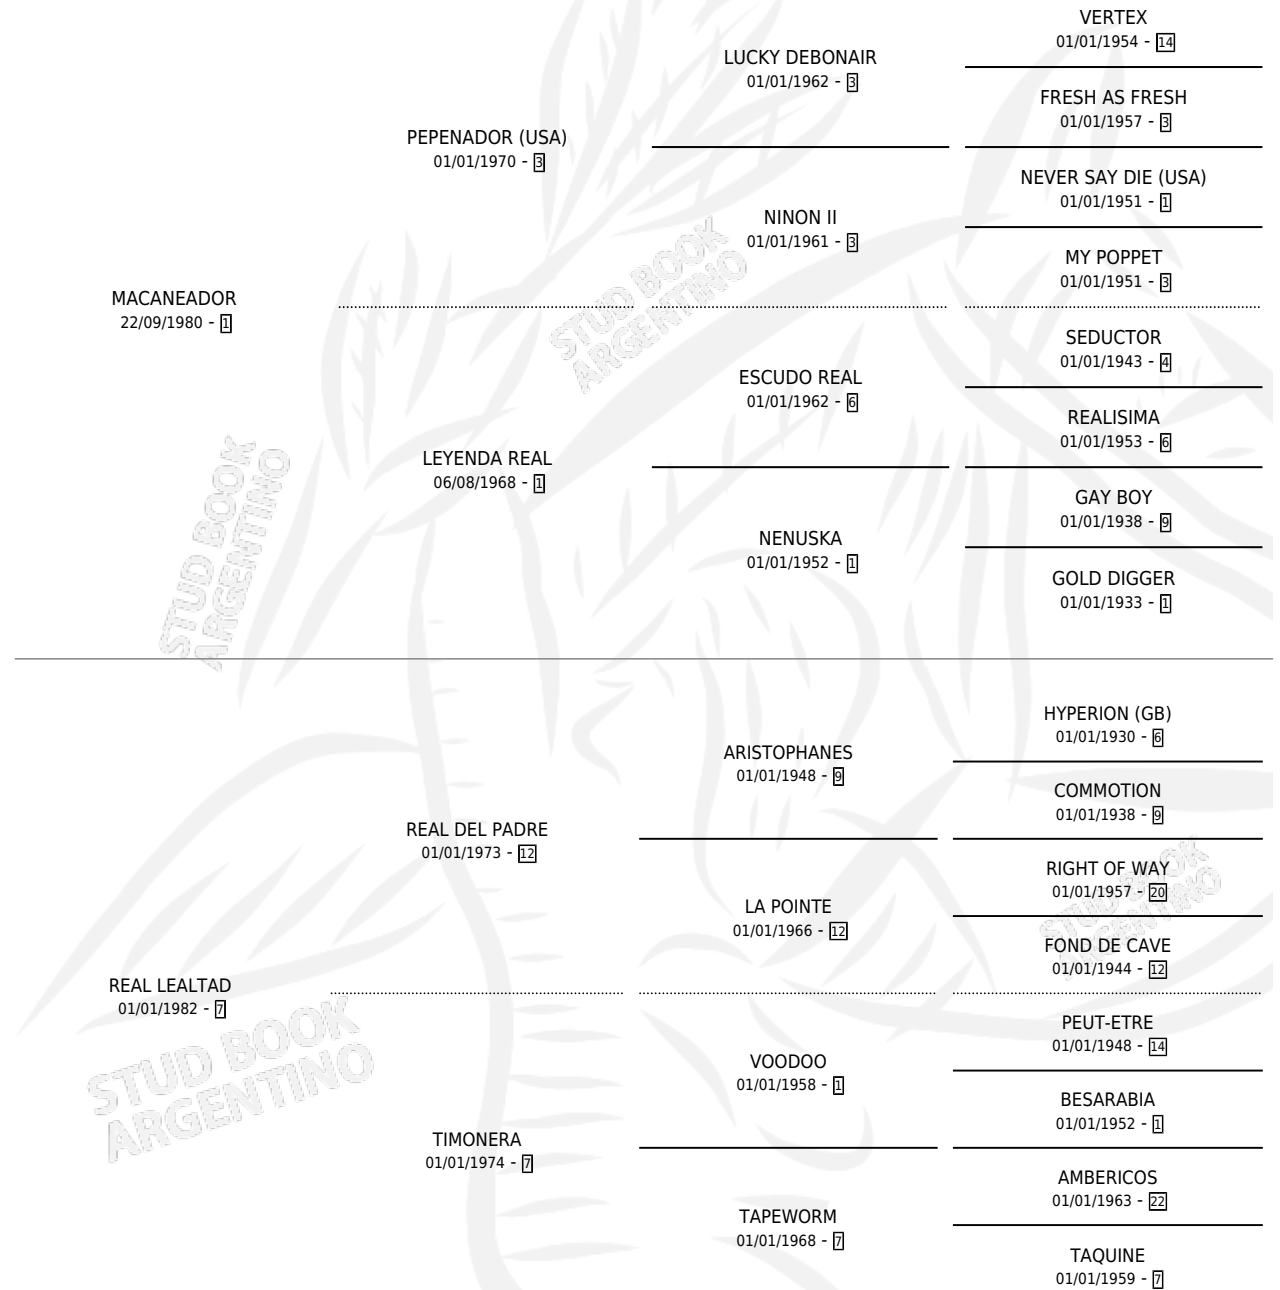 VERTEX
01/01/1954 - 14
LUCKY DEBONAIR
01/01/1962 - 3
FRESH AS FRESH
01/01/1957 - 3
PEPENADOR (USA)
01/01/1970 - 3
NEVER SAY DIE (USA)
01/01/1951 - 1
NINON II
01/01/1961 - 3
MY POPPET
01/01/1951 - 3
MACANEADOR
22/09/1980 - 1
SEDUCTOR
01/01/1943 - 4
ESCUDO REAL
01/01/1962 - 6
REALISIMA
01/01/1953 - 6
LEYENDA REAL
06/08/1968 - 1
GAY BOY
01/01/1938 - 9
NENUSKA
01/01/1952 - 1
GOLD DIGGER
01/01/1933 - 1
HYPERION (GB)
01/01/1930 - 6
ARISTOPHANES
01/01/1948 - 9
COMMOTION
01/01/1938 - 9
REAL DEL PADRE
01/01/1973 - 12
RIGHT OF WAY
01/01/1957 - 20
LA POINTE
01/01/1966 - 12
FOND DE CAVE
01/01/1944 - 12
REAL LEALTAD
01/01/1982 - 7
PEUT-ETRE
01/01/1948 - 14
VOODOO
01/01/1958 - 1
BESARABIA
01/01/1952 - 1
TIMONERA
01/01/1974 - 7
AMBERICOS
01/01/1963 - 22
TAPEWORM
01/01/1968 - 7
TAQUINE
01/01/1959 - 7
STUD BOOK
ARGENTINO
STUD BOOK
ARGENTINO
STUD BOOK
ARGENTINO
STUD BOOK
ARGENTINO